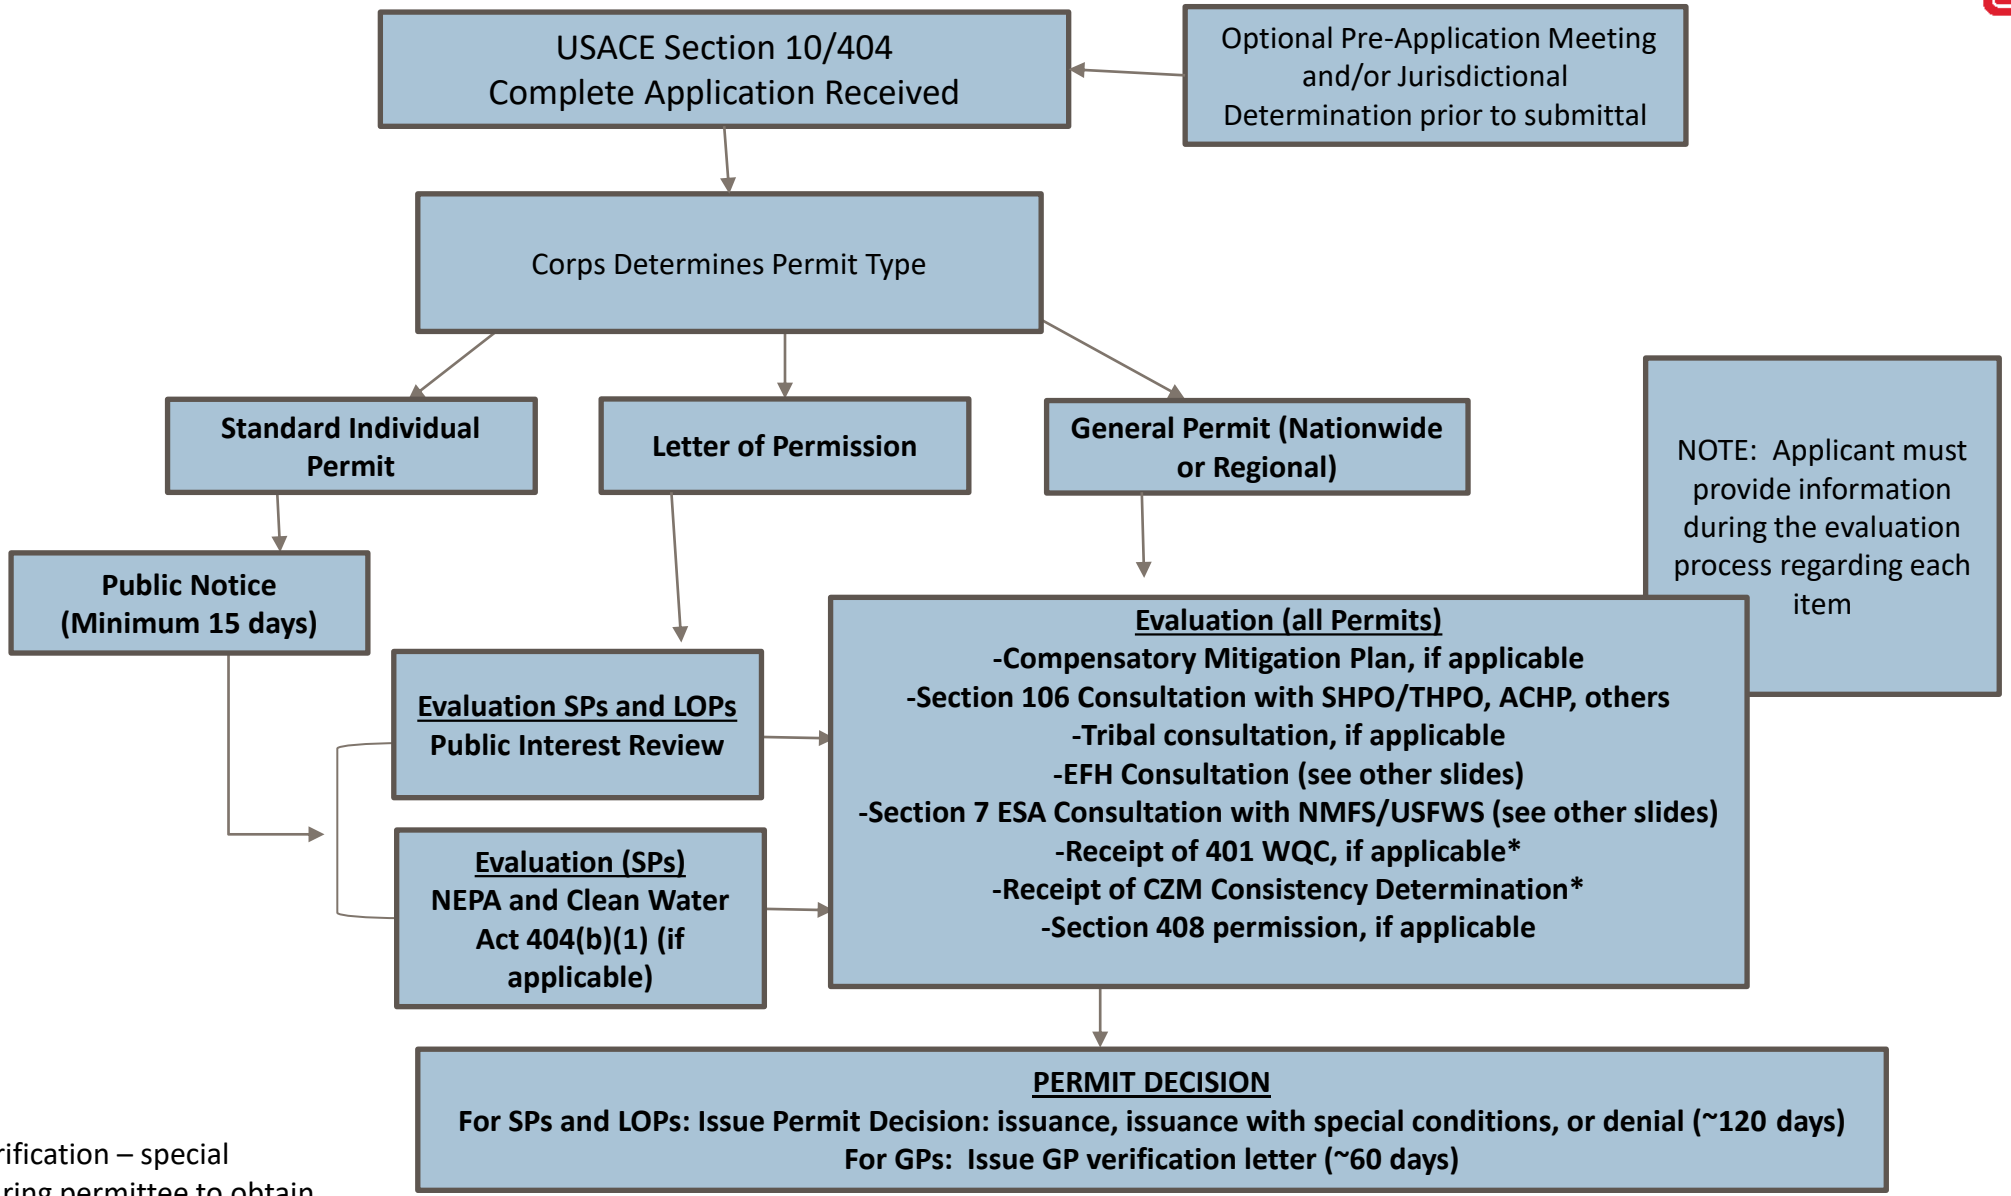 USACE Section 10/404
Complete Application Received
Optional Pre-Application Meeting
and/or Jurisdictional
Determination prior to submittal
Corps Determines Permit Type
Standard Individual
Permit
Letter of Permission
General Permit (Nationwide
or Regional)
NOTE:  Applicant must
provide information
during the evaluation
process regarding each
item
Public Notice
(Minimum 15 days)
Evaluation SPs and LOPs
Public Interest Review
Evaluation (SPs)
NEPA and Clean Water
Act 404(b)(1) (if
applicable)
Evaluation (all Permits)
-Compensatory Mitigation Plan, if applicable
-Section 106 Consultation with SHPO/THPO, ACHP, others
-Tribal consultation, if applicable
-EFH Consultation (see other slides)
-Section 7 ESA Consultation with NMFS/USFWS (see other slides)
-Receipt of 401 WQC, if applicable*
-Receipt of CZM Consistency Determination*
-Section 408 permission, if applicable
PERMIT DECISION
For SPs and LOPs: Issue Permit Decision: issuance, issuance with special conditions, or denial (~120 days)
For GPs:  Issue GP verification letter (~60 days)
– special
permittee to obtain